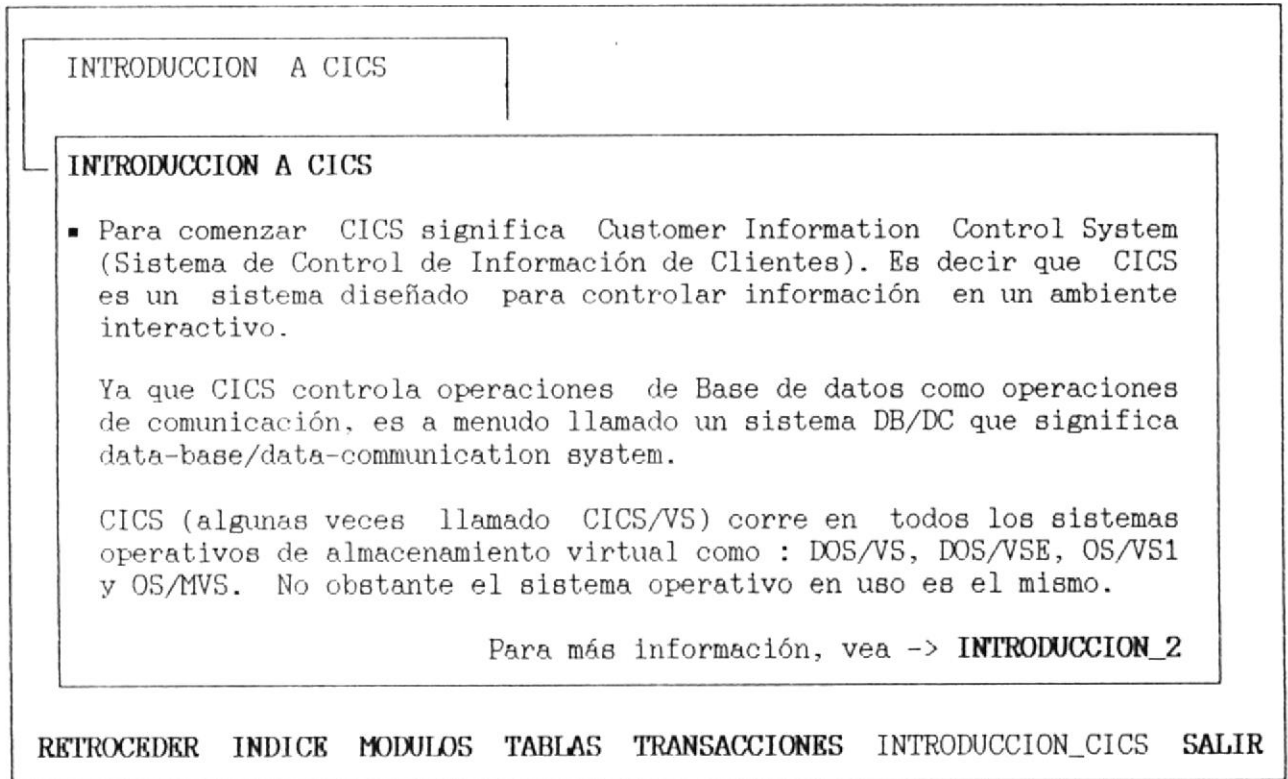 INTRODUCCION A CICS
INTRODUCCION A CICS
▪ Para comenzar CICS significa Customer Information Control System
(Sistema de Control de Información de Clientes). Es decir que CICS
es un sistema diseñado para controlar información en un ambiente
interactivo.
Ya que CICS controla operaciones de Base de datos como operaciones
de comunicación, es a menudo llamado un sistema DB/DC que significa
data-base/data-communication system.
CICS (algunas veces llamado CICS/VS) corre en todos los sistemas
operativos de almacenamiento virtual como : DOS/VS, DOS/VSE, OS/VS1
y OS/MVS. No obstante el sistema operativo en uso es el mismo.
Para más información, vea -> INTRODUCCION_2
RETROCEDER INDICE MODULOS TABLAS TRANSACCIONES INTRODUCCION_CICS SALIR